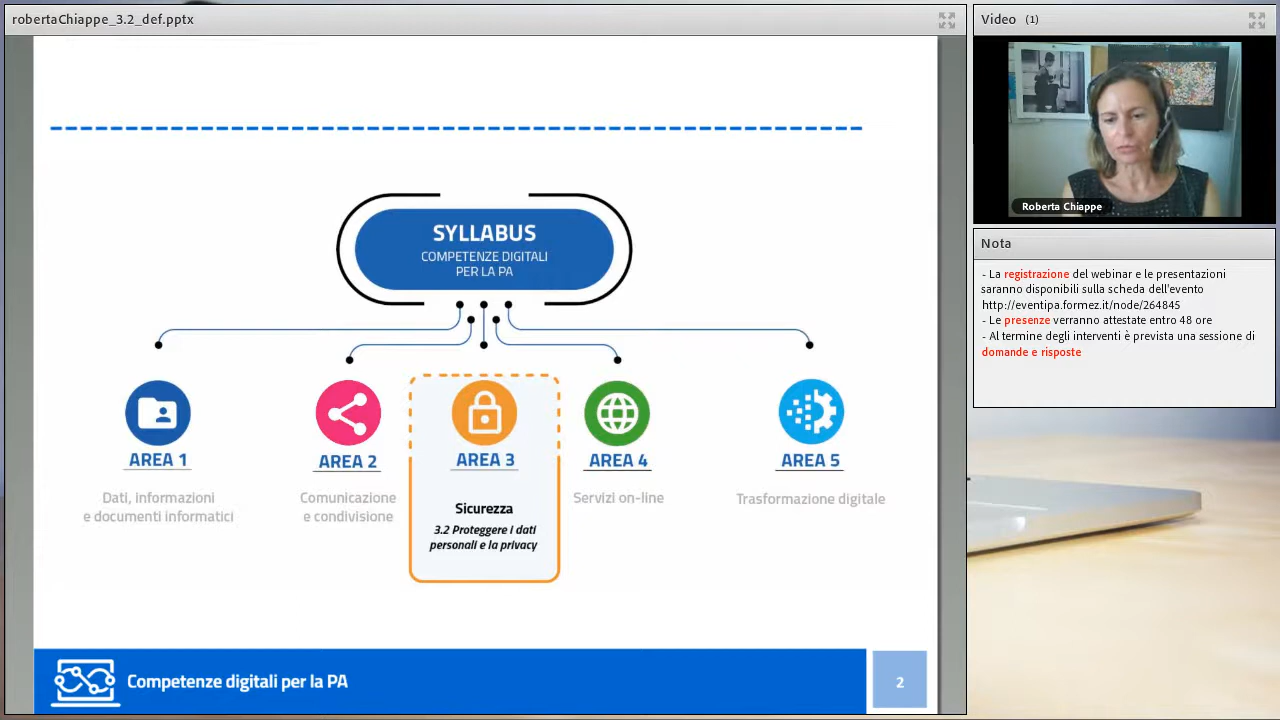 robertaChiappe_3.2_def.pptx
SYLLABUS
COMPETENZE DIGITALI
PER LA PA
AREA 1
Dati, informazioni
e documenti informatici
AREA 2
Comunicazione
e condivisione
AREA 3
Sicurezza
3.2 Proteggere i dati
personali e la privacy
AREA 4
Servizi on-line
AREA 5
Trasformazione digitale
Competenze digitali per la PA
2
Video (1)
Roberta Chiappe
Nota
- La registrazione del webinar e le presentazioni
saranno disponibili sulla scheda dell'evento
http://eventipa.formez.it/node/264845
- Le presenze verranno attestate entro 48 ore
- Al termine degli interventi è prevista una sessione di
domande e risposte